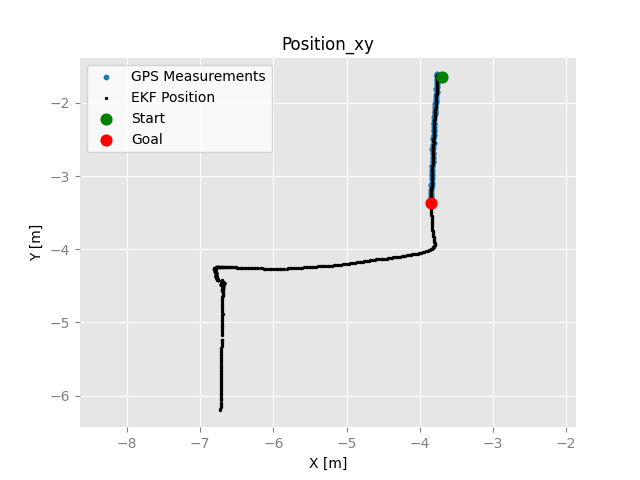 Position_xy
GPS Measurements
EKF Position
Start
Goal
−2
−3
−4
−5
−6
Y [m]
−8 −7 −6 −5 −4 −3 −2
X [m]